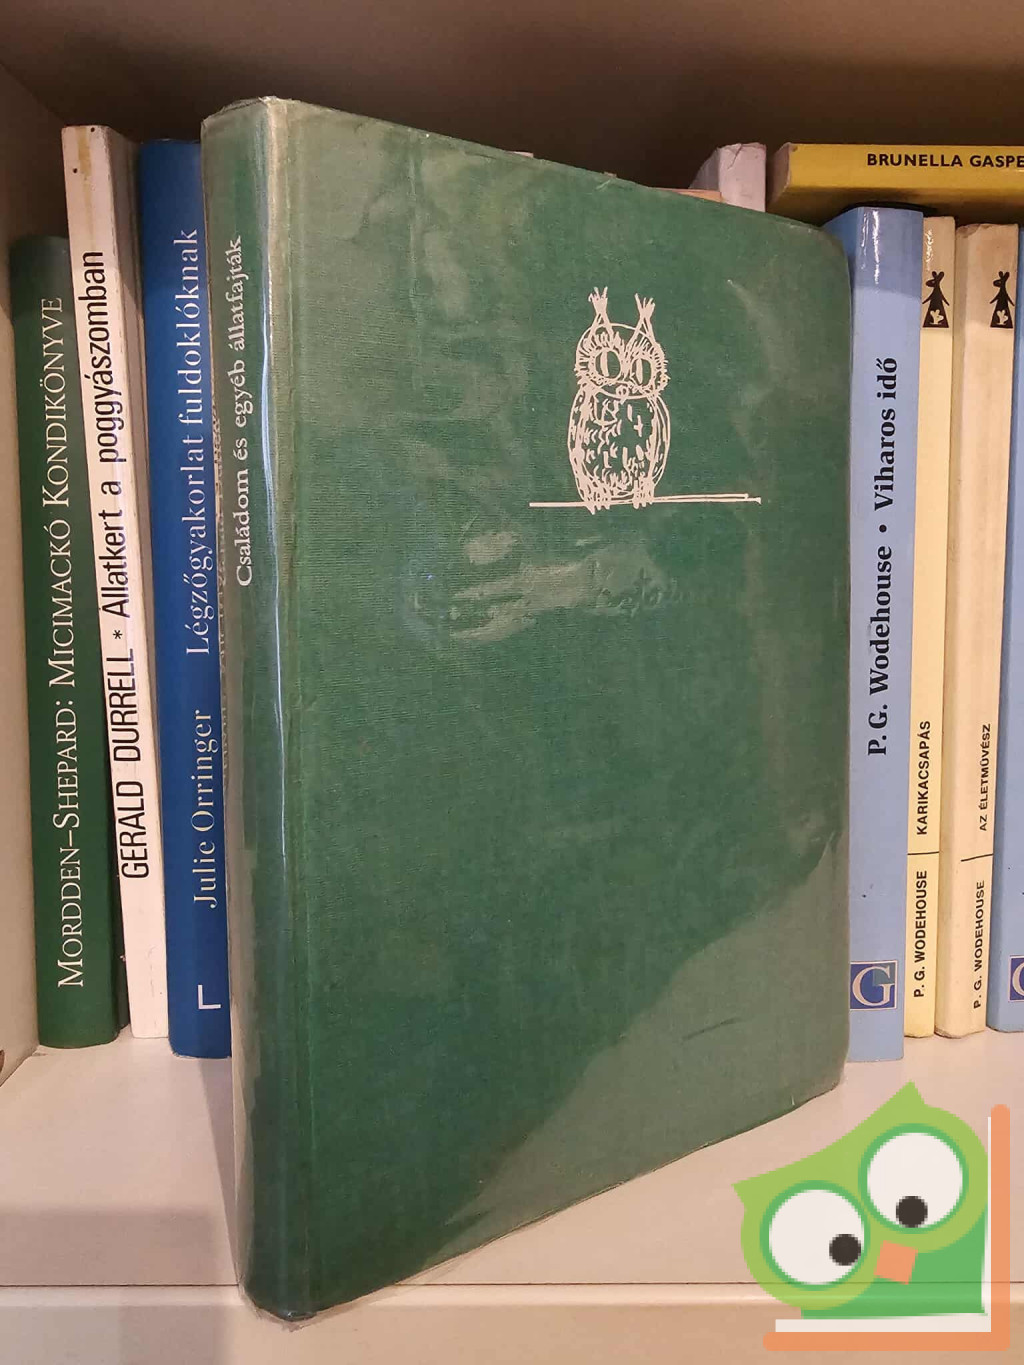 MORDDEN–SHEPARD: MICIMACKÓ KONDIKÖNYVE
GERALD DURRELL * Állatkert a poggyászomban
Julie Orringer Légzőgyakorlat fuldoklóknak
Családom és egyéb állatfajták
BRUNELLA GASPE
P. G. Wodehouse • Viharos idő
G
P. G. WODEHOUSE KARIKACSAPÁS
P. G. WODEHOUSE AZ ÉLETMŰVÉSZ